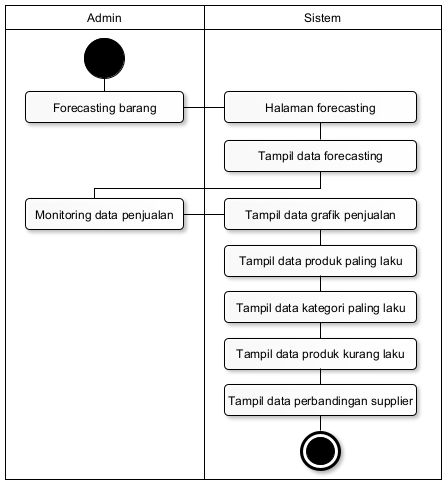 Admin
Sistem
Forecasting barang
Halaman forecasting
Tampil data forecasting
Monitoring data penjualan
Tampil data grafik penjualan
Tampil data produk paling laku
Tampil data kategori paling laku
Tampil data produk kurang laku
Tampil data perbandingan supplier